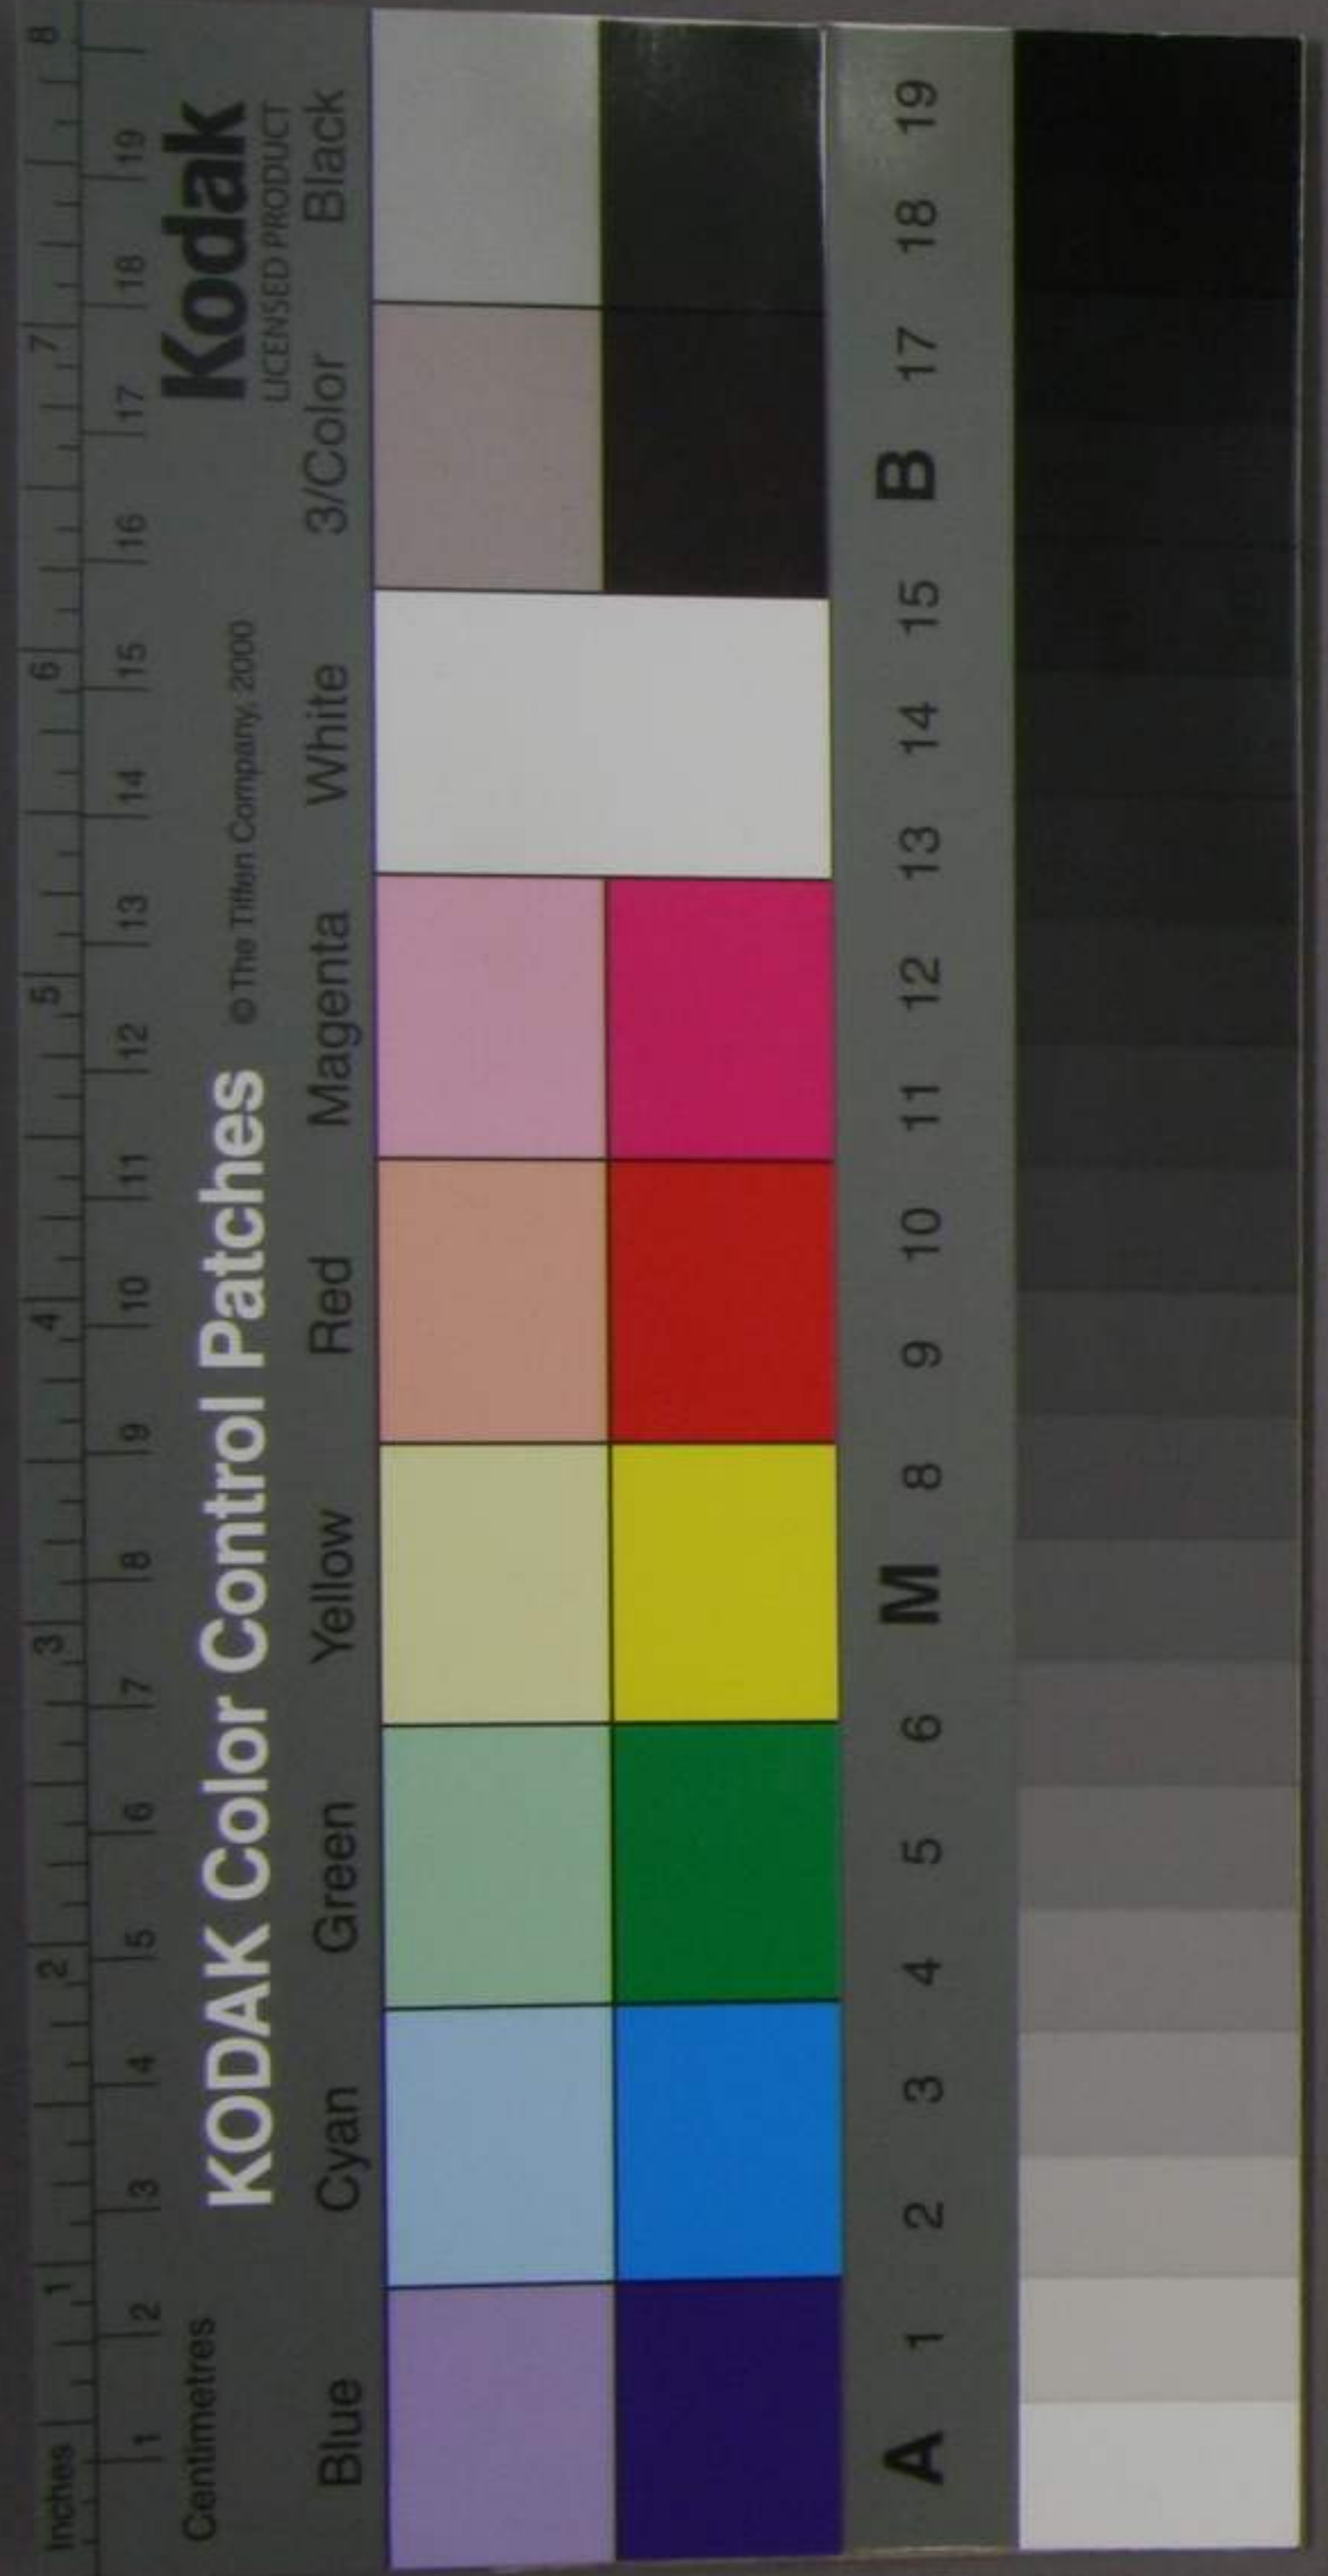 Inches 1 2 3 4 5 6 7 8
Centimetres 1 2 3 4 5 6 7 8 9 10 11 12 13 14 15 16 17 18 19
KODAK Color Control Patches © The Tiffen Company, 2000 Kodak
LICENSED PRODUCT
Blue Cyan Green Yellow Red Magenta White 3/Color Black
A 1 2 3 4 5 6 M 8 9 10 11 12 13 14 15 B 17 18 19